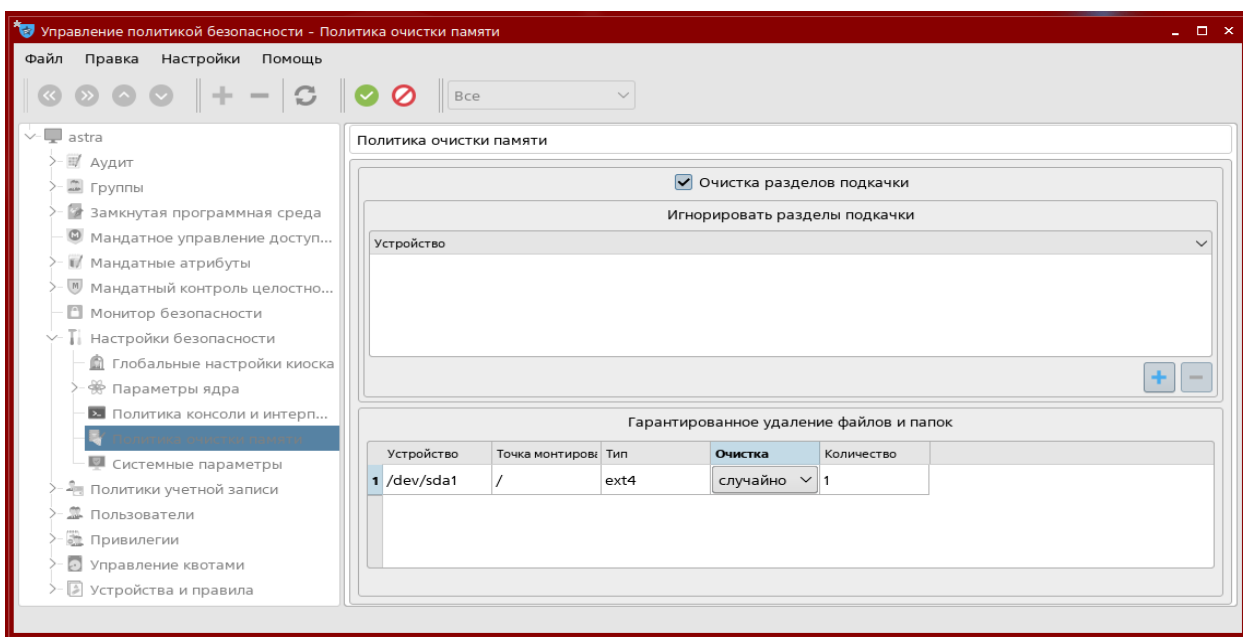 Управление политикой безопасности - Политика очистки памяти
Файл Правка Настройки Помощь
Все
astra
Аудит
Группы
Замкнутая программная среда
Мандатное управление доступ...
Мандатные атрибуты
Мандатный контроль целостно...
Монитор безопасности
Настройки безопасности
Глобальные настройки киоска
Параметры ядра
Политика консоли и интерп...
Политика очистки памяти
Системные параметры
Политики учетной записи
Пользователи
Привилегии
Управление квотами
Устройства и правила
Политика очистки памяти
Очистка разделов подкачки
Игнорировать разделы подкачки
Устройство
Гарантированное удаление файлов и папок
Устройство Точка монтирова Тип Очистка Количество
1 /dev/sda1 / ext4 случайно 1